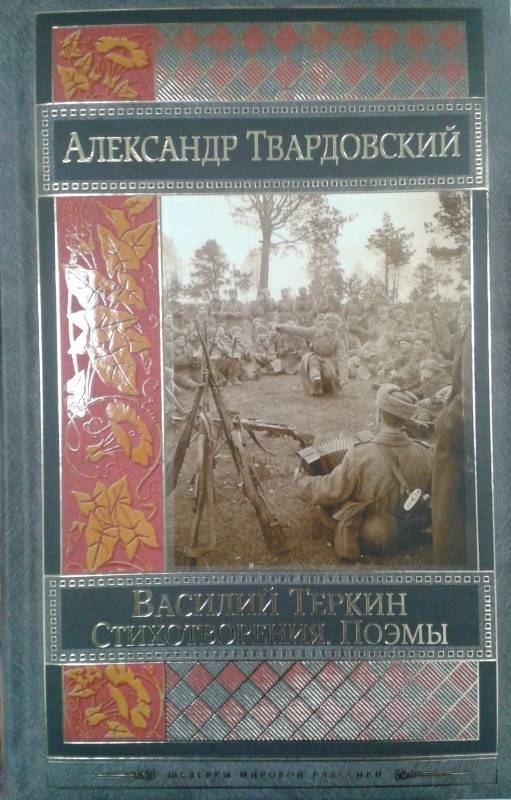 Александр Твардовский
Василий Теркин
Стихотворения. Поэмы
Шедевры мировой классики